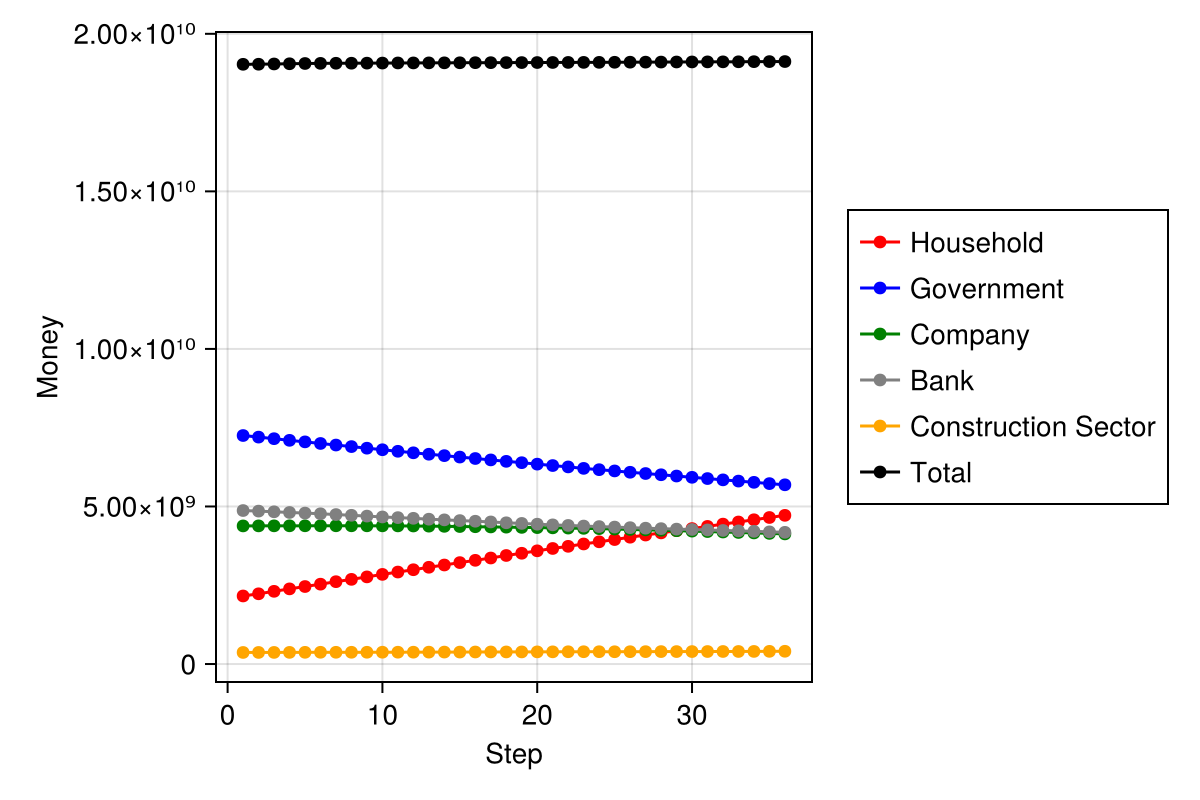 2.00×10¹⁰
1.50×10¹⁰
1.00×10¹⁰
5.00×10⁹
0
Money
0 10 20 30
Step
Household
Government
Company
Bank
Construction Sector
Total